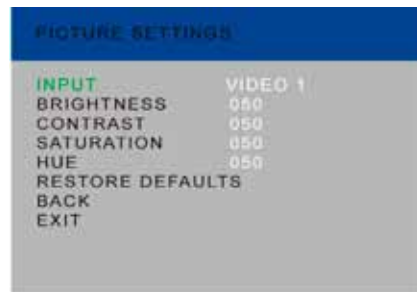 PICTURE SETTINGS
INPUT VIDEO 1
BRIGHTNESS 050
CONTRAST 050
SATURATION 050
HUE 050
RESTORE DEFAULTS
BACK
EXIT